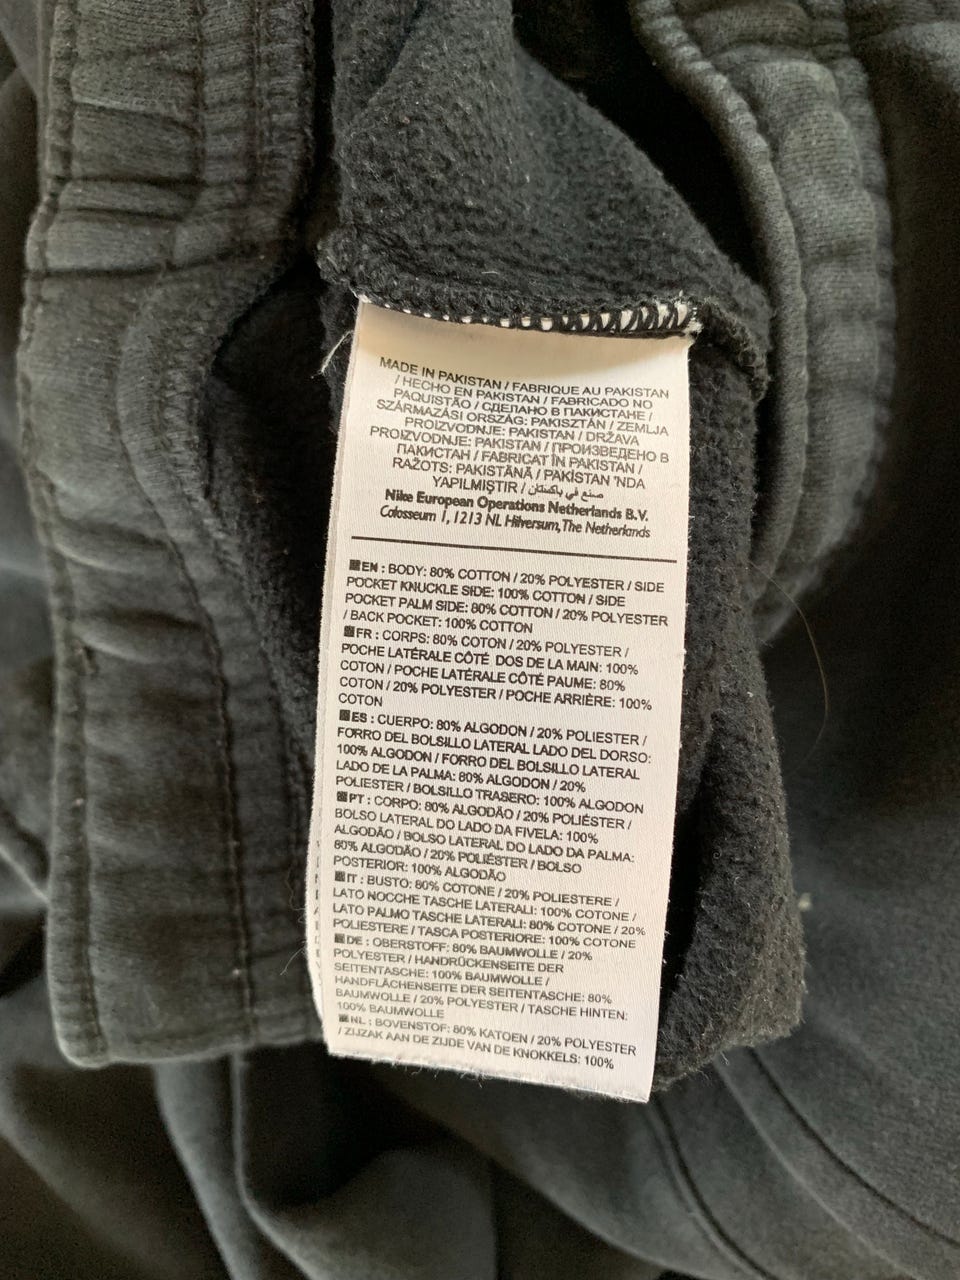 MADE IN PAKISTAN / FABRIQUE AU PAKISTAN
/ HECHO EN PAKISTAN / FABRICADO NO
PAQUISTÃO / СДЕЛАНО В ПАКИСТАНЕ /
SZÁRMAZÁSI ORSZÁG: PAKISZTÁN / ZEMLJA
PROIZVODNJE: PAKISTAN / DRŽAVA
PROIZVODNJE: PAKISTAN / ПРОИЗВЕДЕНО В
ПАКИСТАН / FABRICAT ÎN PAKISTAN /
RAŽOTS: PAKISTĀNĀ / PAKİSTAN 'NDA
YAPILMIŞTIR / صنع في باكستان
Nike European Operations Netherlands B.V.
Colosseum 1, 1213 NL Hilversum, The Netherlands
EN : BODY: 80% COTTON / 20% POLYESTER / SIDE
POCKET KNUCKLE SIDE: 100% COTTON / SIDE
POCKET PALM SIDE: 80% COTTON / 20% POLYESTER
/ BACK POCKET: 100% COTTON
FR : CORPS: 80% COTON / 20% POLYESTER /
POCHE LATÉRALE CÔTÉ DOS DE LA MAIN: 100%
COTON / POCHE LATÉRALE CÔTÉ PAUME: 80%
COTON / 20% POLYESTER / POCHE ARRIÈRE: 100%
COTON
ES : CUERPO: 80% ALGODON / 20% POLIESTER /
FORRO DEL BOLSILLO LATERAL LADO DEL DORSO:
100% ALGODON / FORRO DEL BOLSILLO LATERAL
LADO DE LA PALMA: 80% ALGODON / 20%
POLIESTER / BOLSILLO TRASERO: 100% ALGODON
PT : CORPO: 80% ALGODÃO / 20% POLIÉSTER /
BOLSO LATERAL DO LADO DA FIVELA: 100%
ALGODÃO / BOLSO LATERAL DO LADO DA PALMA:
80% ALGODÃO / 20% POLIÉSTER / BOLSO
POSTERIOR: 100% ALGODÃO
IT : BUSTO: 80% COTONE / 20% POLIESTERE /
LATO NOCCHE TASCHE LATERALI: 100% COTONE /
LATO PALMO TASCHE LATERALI: 80% COTONE / 20%
POLIESTERE / TASCA POSTERIORE: 100% COTONE
DE : OBERSTOFF: 80% BAUMWOLLE / 20%
POLYESTER / HANDRÜCKENSEITE DER
SEITENTASCHE: 100% BAUMWOLLE /
HANDFLÄCHENSEITE DER SEITENTASCHE: 80%
BAUMWOLLE / 20% POLYESTER / TASCHE HINTEN:
100% BAUMWOLLE
NL : BOVENSTOF: 80% KATOEN / 20% POLYESTER
/ ZIJZAK AAN DE ZIJDE VAN DE KNOKKELS: 100%